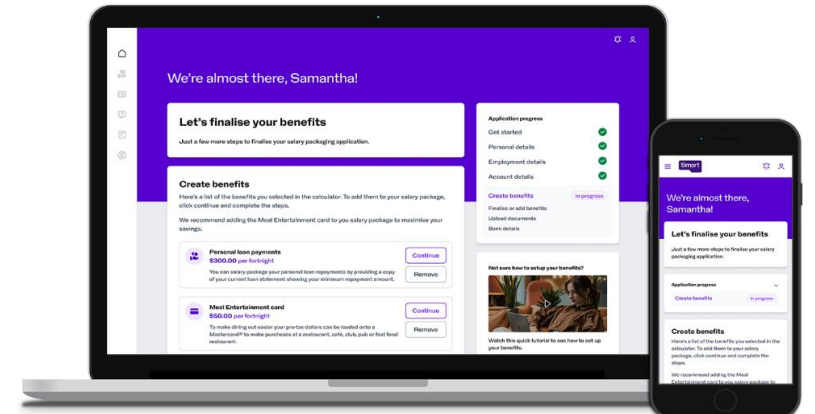 We're almost there, Samantha!
Let's finalise your benefits
Just a few more steps to finalise your salary packaging application.
Create benefits
Here's a list of the benefits you selected in the calculator. To add them to your salary package,
click continue and complete the steps.
We recommend adding the Meal Entertainment card to you salary package to maximise your
savings.
Personal loan payments
$300.00 per fortnight
You can salary package your personal loan repayments by providing a copy
of your current loan statement showing your minimum repayment amount.
Continue
Remove
Meal Entertainment card
$50.00 per fortnight
To make dining out easier your pre-tax dollars can be loaded onto a
Mastercard® to make purchases at a restaurant, café, club, pub or fast food
restaurant.
Continue
Remove
Application progress
Get started
Personal details
Employment details
Account details
Create benefits
In progress
Finalise or add benefits
Upload documents
Bank details
Not sure how to setup your benefits?
Watch this quick tutorial to see how to set up
your benefits.
Smart
We're almost there,
Samantha!
Let's finalise your benefits
Just a few more steps to finalise your salary
packaging application.
Application progress
Create benefits
In progress
Create benefits
Here's a list of the benefits you selected in the
calculator. To add them to your salary
package, click continue and complete the
steps.
We recommend adding the Meal
Entertainment card to you salary package to